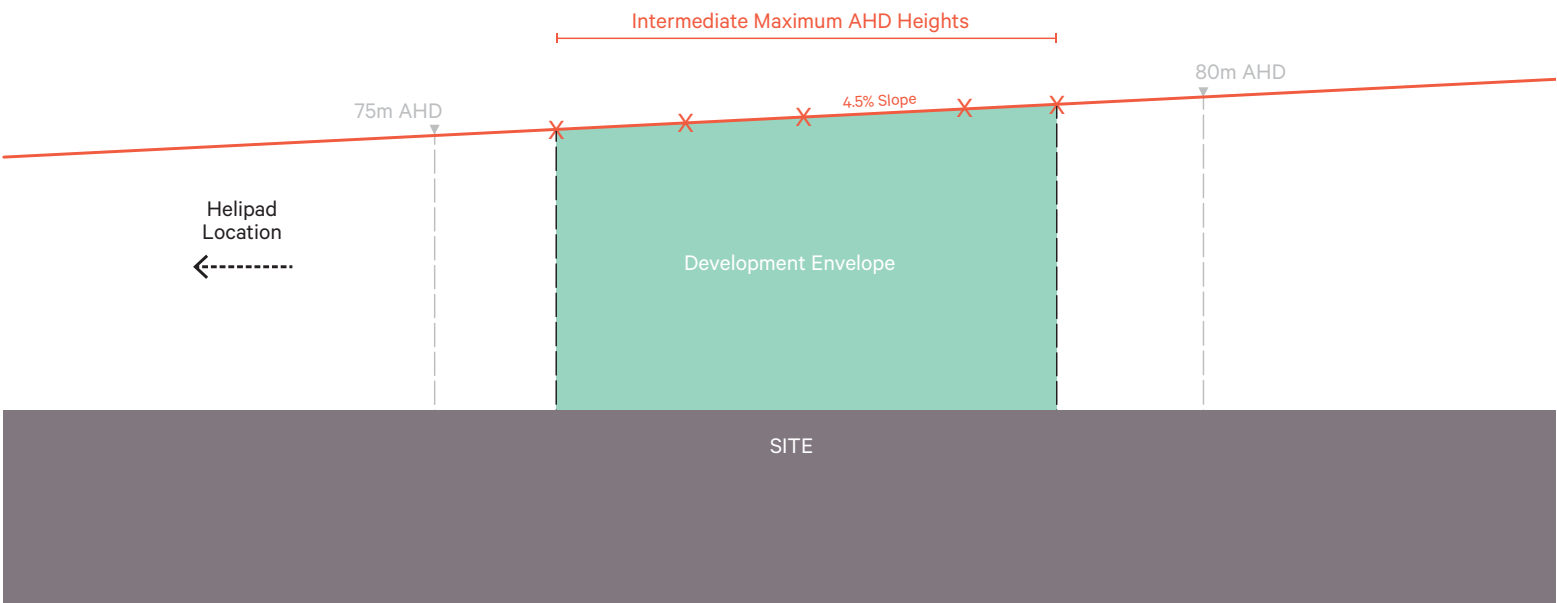 Intermediate Maximum AHD Heights
80m AHD
75m AHD
4.5% Slope
Helipad
Location
Development Envelope
SITE